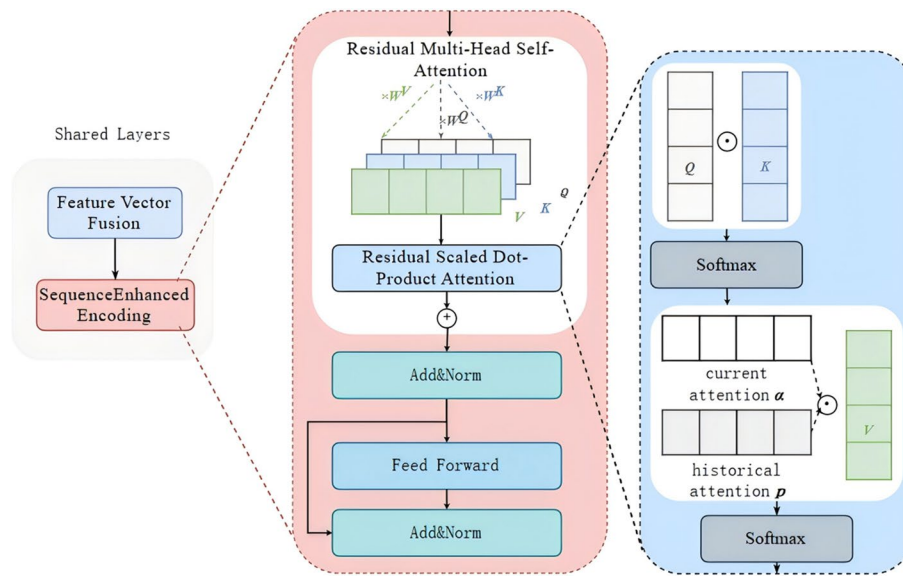 Shared Layers
Feature Vector
Fusion
SequenceEnhanced
Encoding
Residual Multi-Head Self-
Attention
×W^V
×W^Q
×W^K
Q
K
V
Residual Scaled Dot-
Product Attention
+
Add&Norm
Feed Forward
Add&Norm
Q
K
Softmax
current
attention α
V
historical
attention p
Softmax